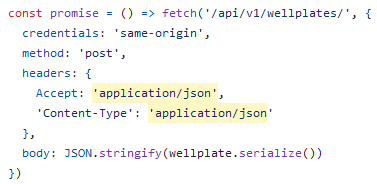 const promise = () => fetch('/api/v1/wellplates/', {
  credentials: 'same-origin',
  method: 'post',
  headers: {
    Accept: 'application/json',
    'Content-Type': 'application/json'
  },
  body: JSON.stringify(wellplate.serialize())
})